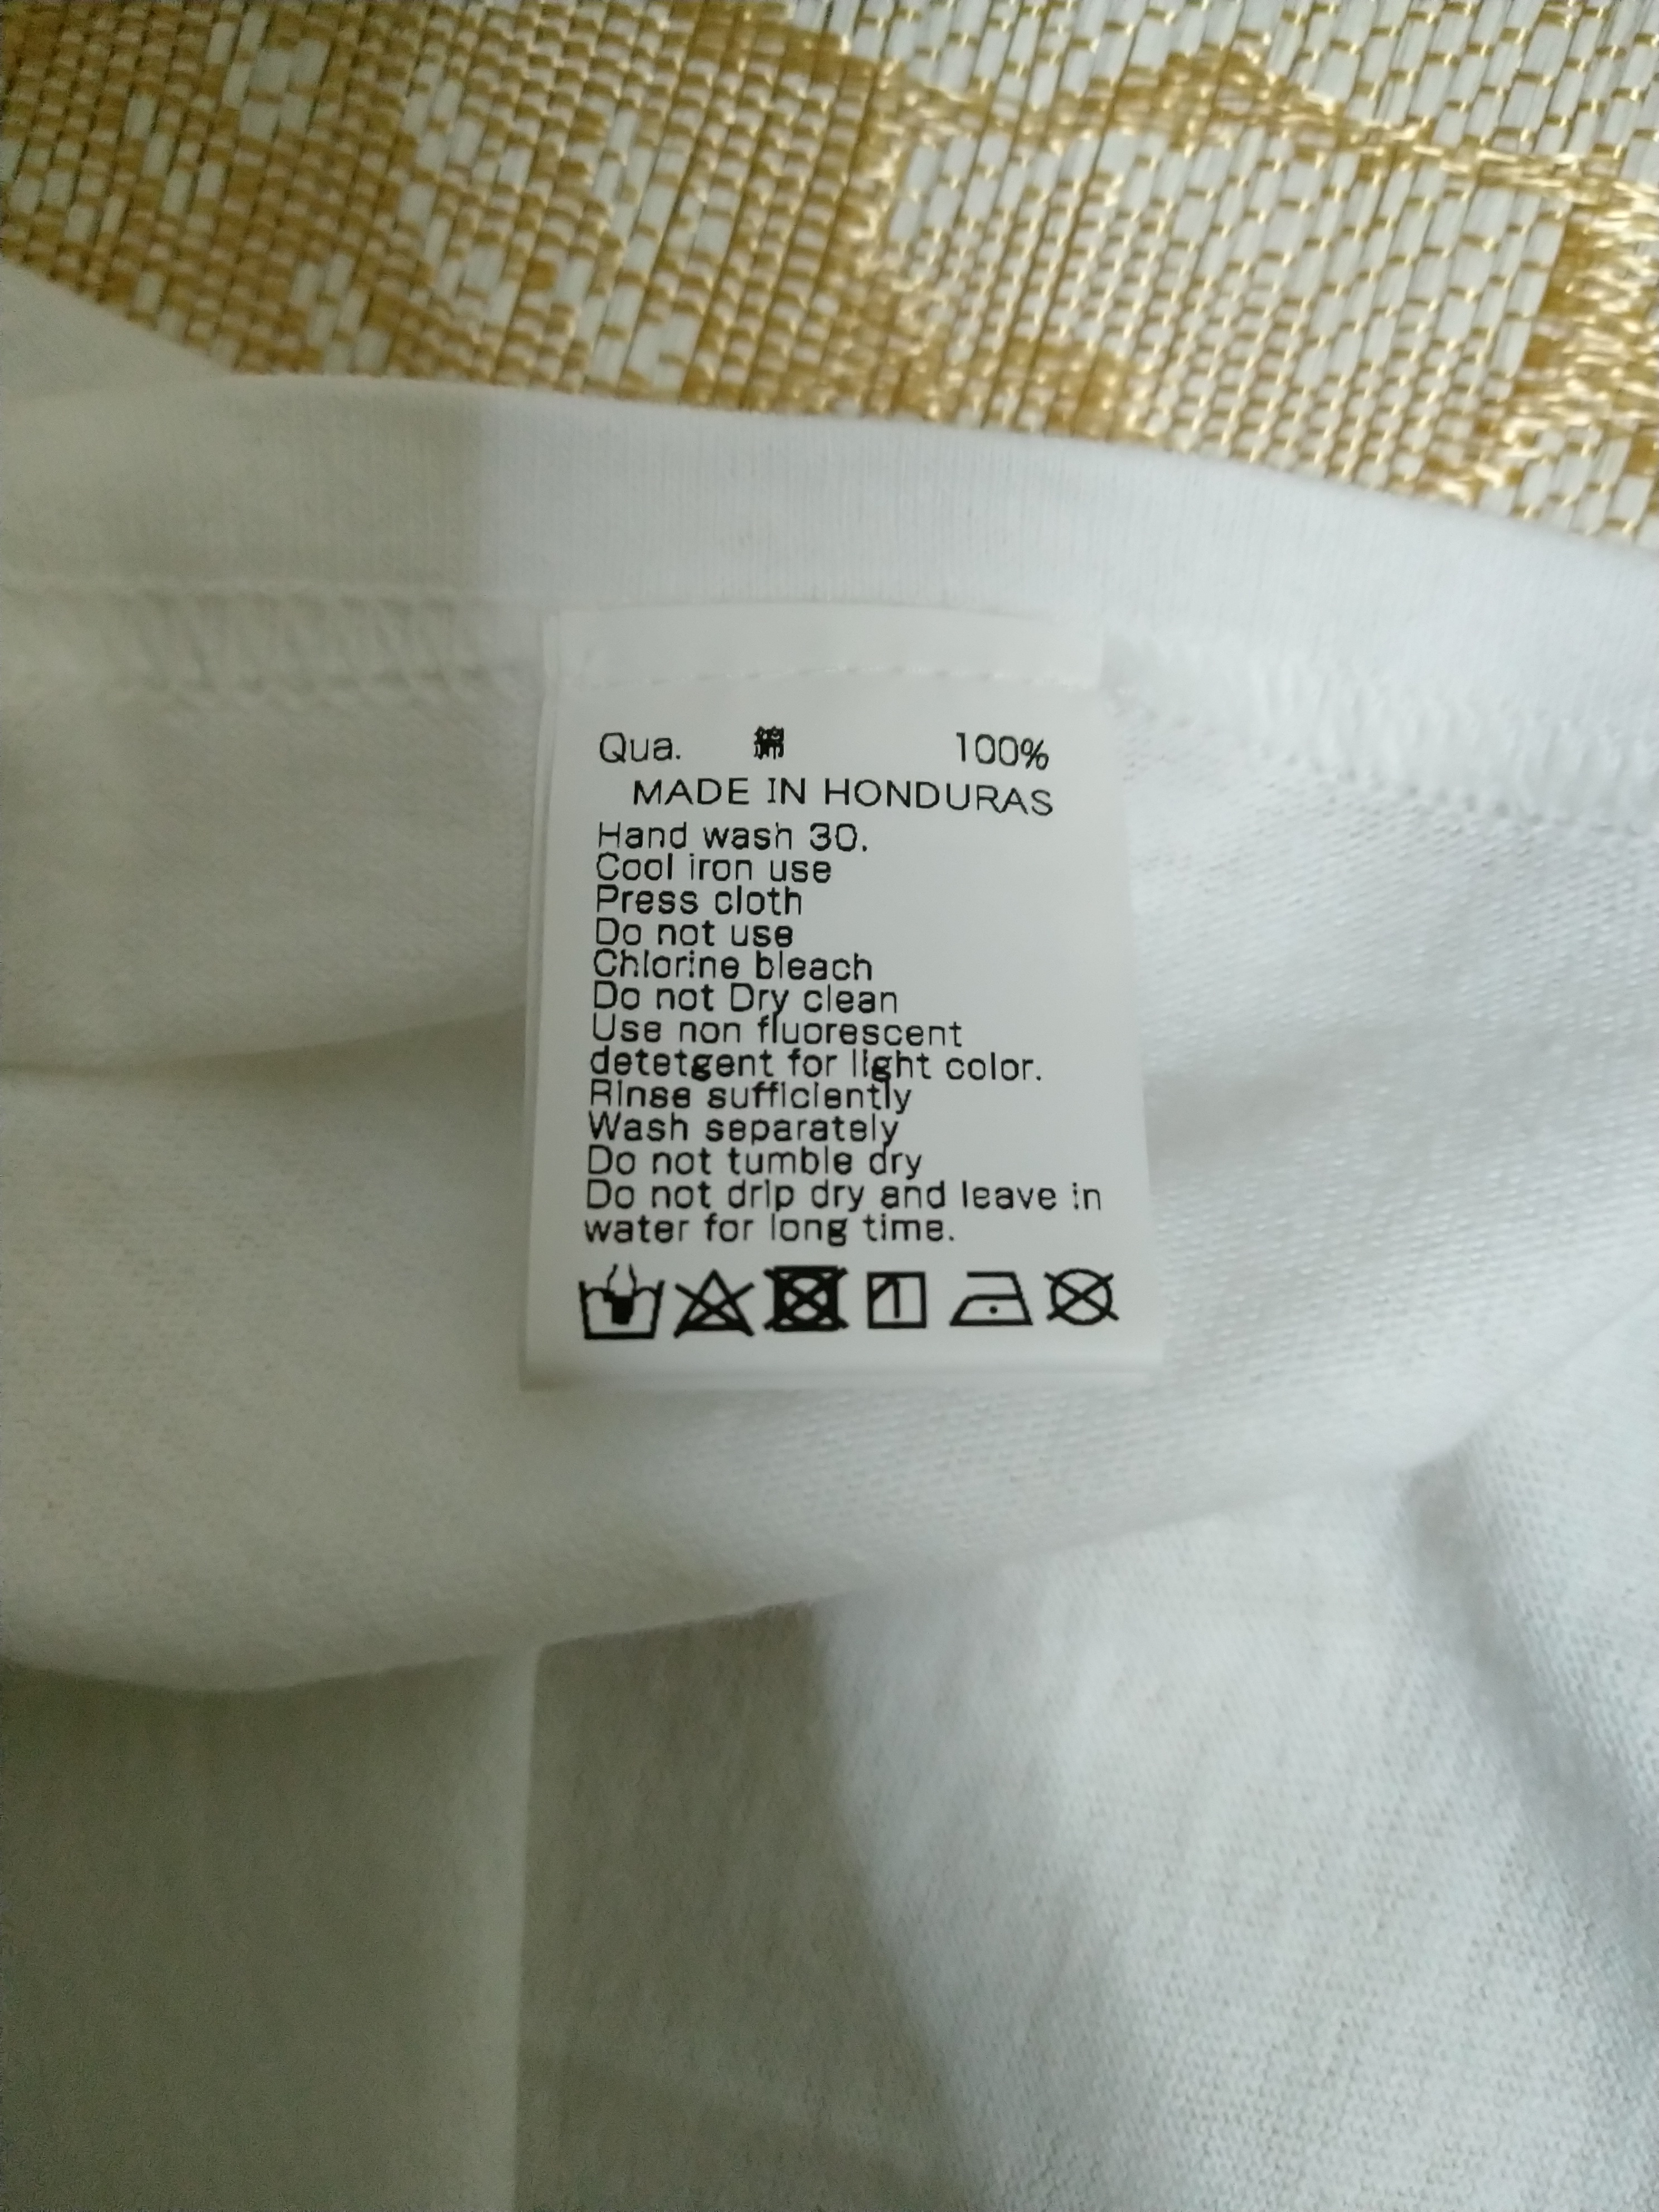 Qua. 綿 100%
MADE IN HONDURAS
Hand wash 30.
Cool iron use
Press cloth
Do not use
Chlorine bleach
Do not Dry clean
Use non fluorescent
detetgent for light color.
Rinse sufficiently
Wash separately
Do not tumble dry
Do not drip dry and leave in
water for long time.